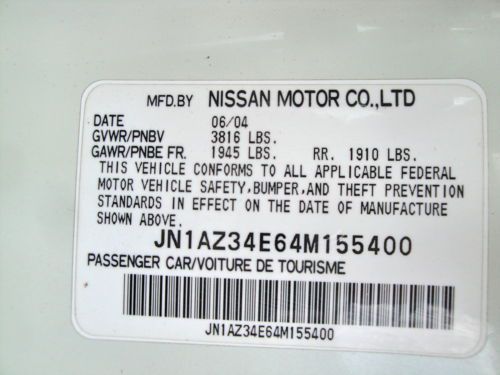 MFD.BY NISSAN MOTOR CO.,LTD
DATE 06/04
GVWR/PNBV 3816 LBS.
GAWR/PNBE FR. 1945 LBS. RR. 1910 LBS.
THIS VEHICLE CONFORMS TO ALL APPLICABLE FEDERAL
MOTOR VEHICLE SAFETY,BUMPER,AND THEFT PREVENTION
STANDARDS IN EFFECT ON THE DATE OF MANUFACTURE
SHOWN ABOVE.
JN1AZ34E64M155400
PASSENGER CAR/VOITURE DE TOURISME
JN1AZ34E64M155400